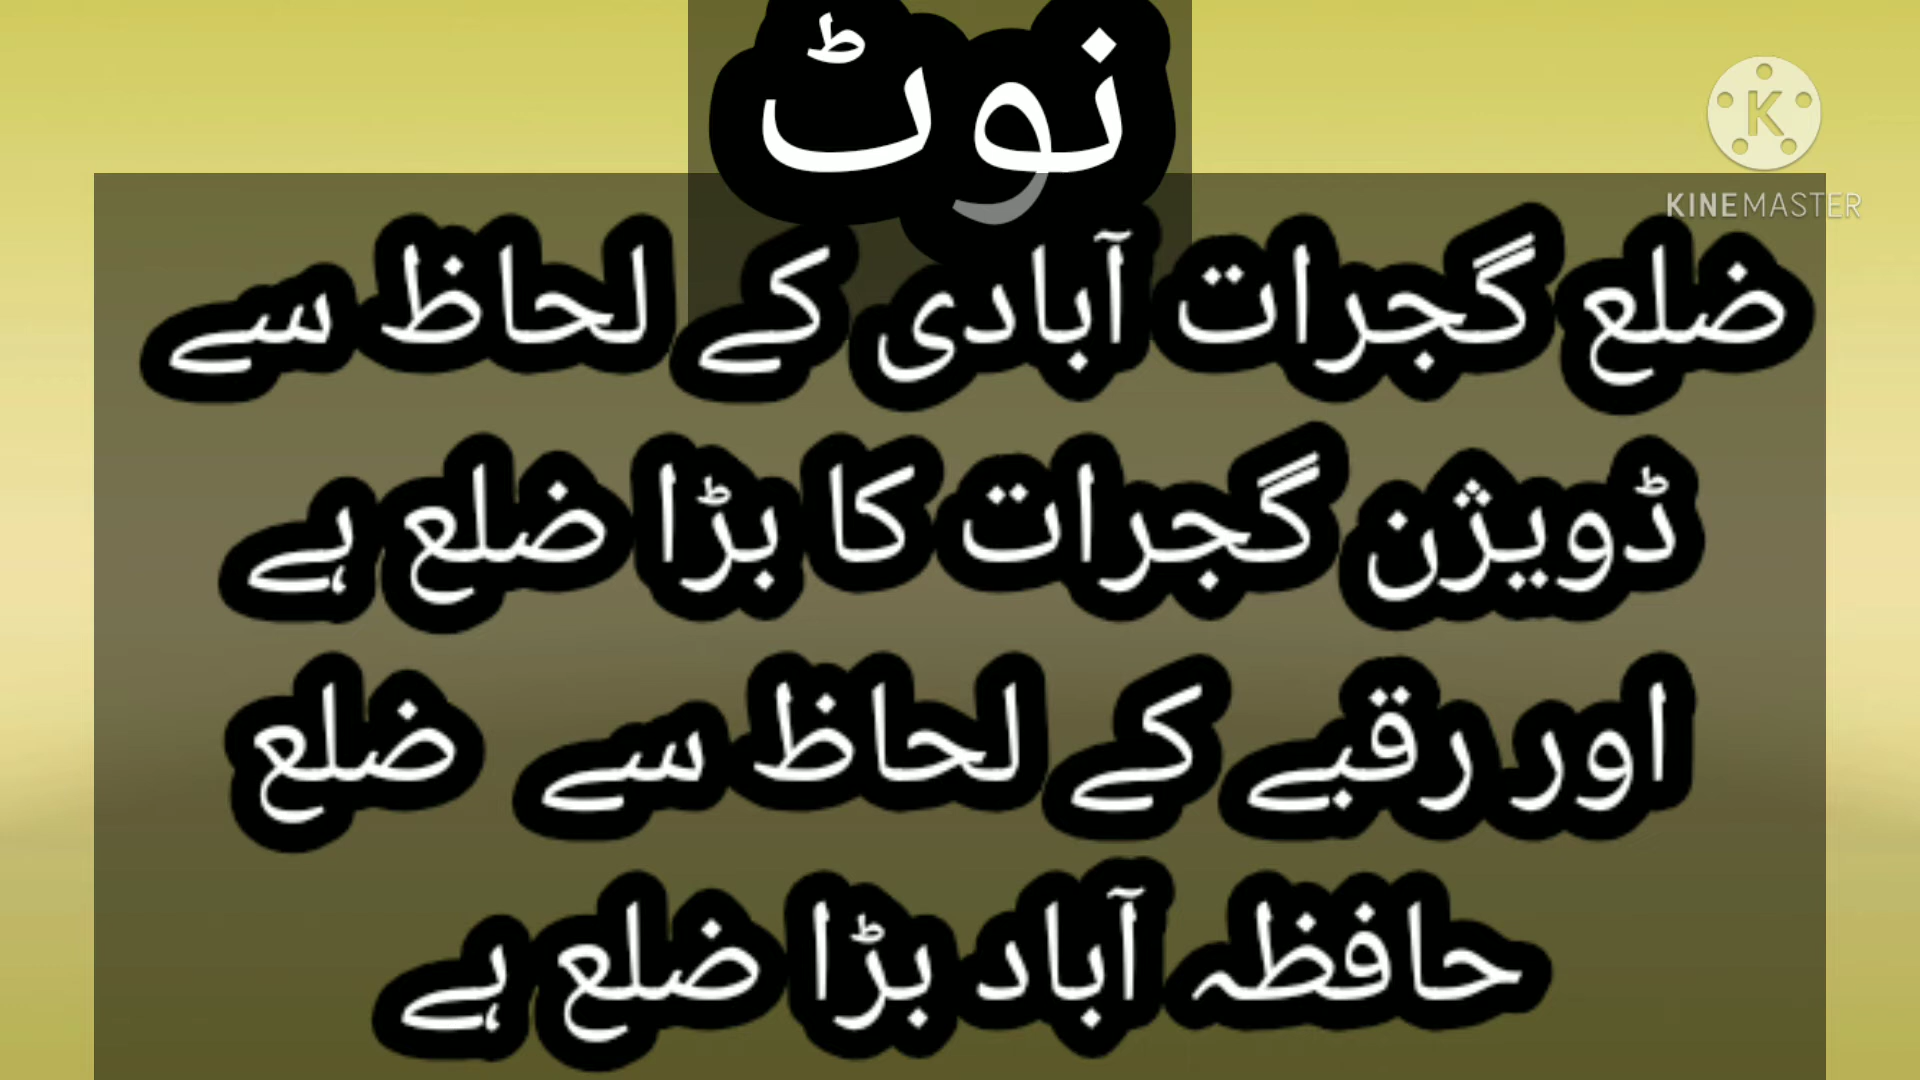 نوٹ
KINEMASTER
ضلع گجرات آبادی کے لحاظ سے
ڈویژن گجرات کا بڑا ضلع ہے
اور رقبے کے لحاظ سے ضلع
حافظہ آباد بڑا ضلع ہے